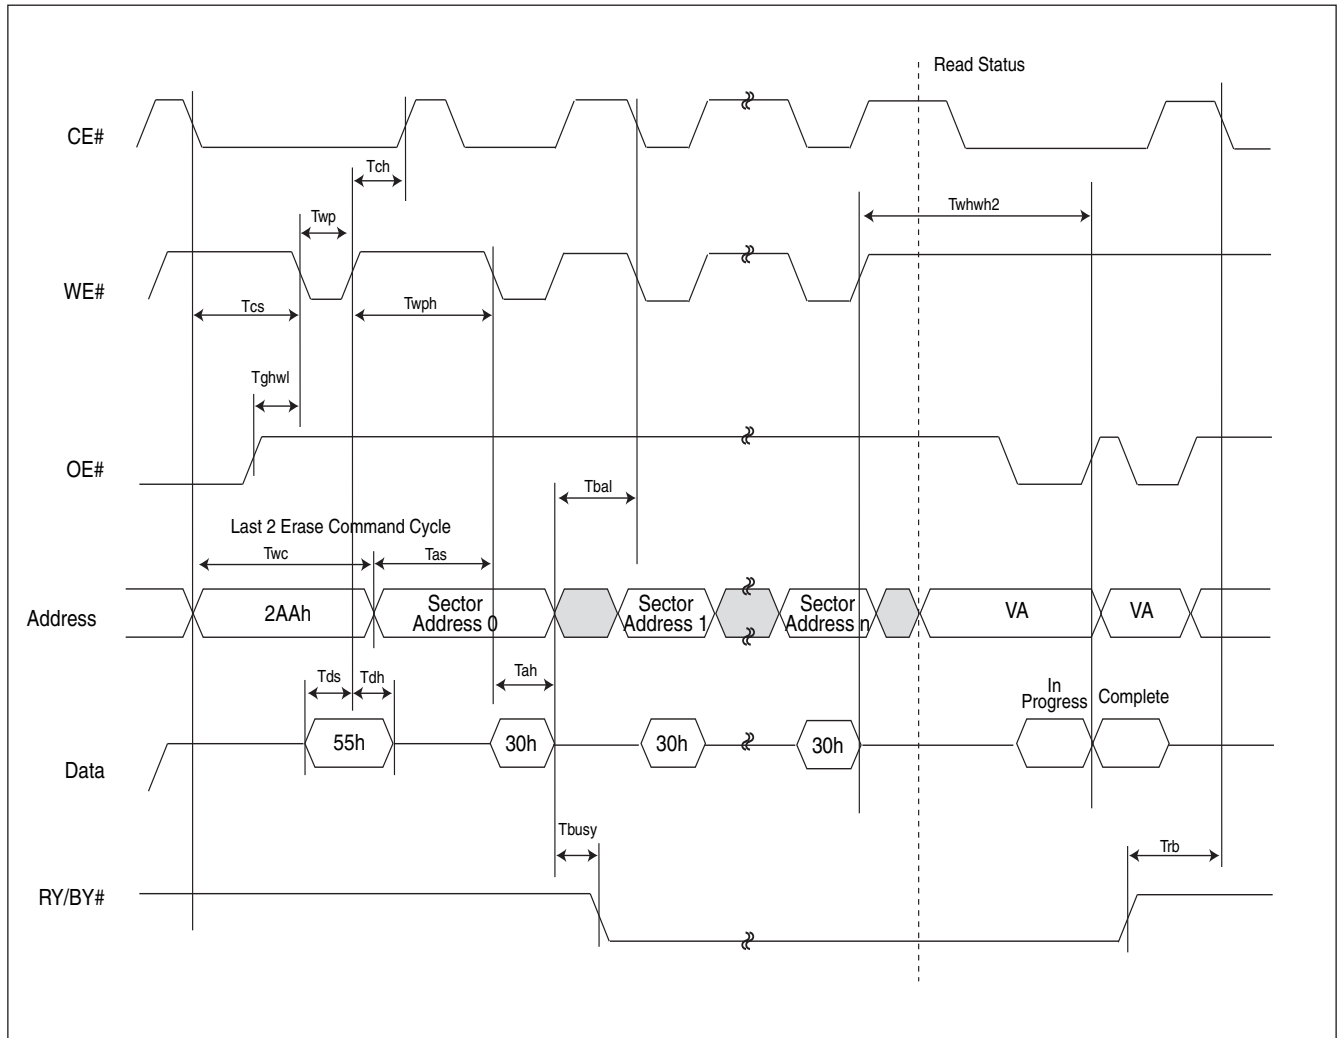 Read Status
CE#
Tch
Twp
Twhwh2
WE#
Tcs
Twph
Tghwl
OE#
Tbal
Last 2 Erase Command Cycle
Twc
Tas
Address
2AAh
Sector
Address 0
Sector
Address 1
Sector
Address n
VA
VA
Tds
Tdh
Tah
In
Progress
Complete
Data
55h
30h
30h
30h
Tbusy
Trb
RY/BY#